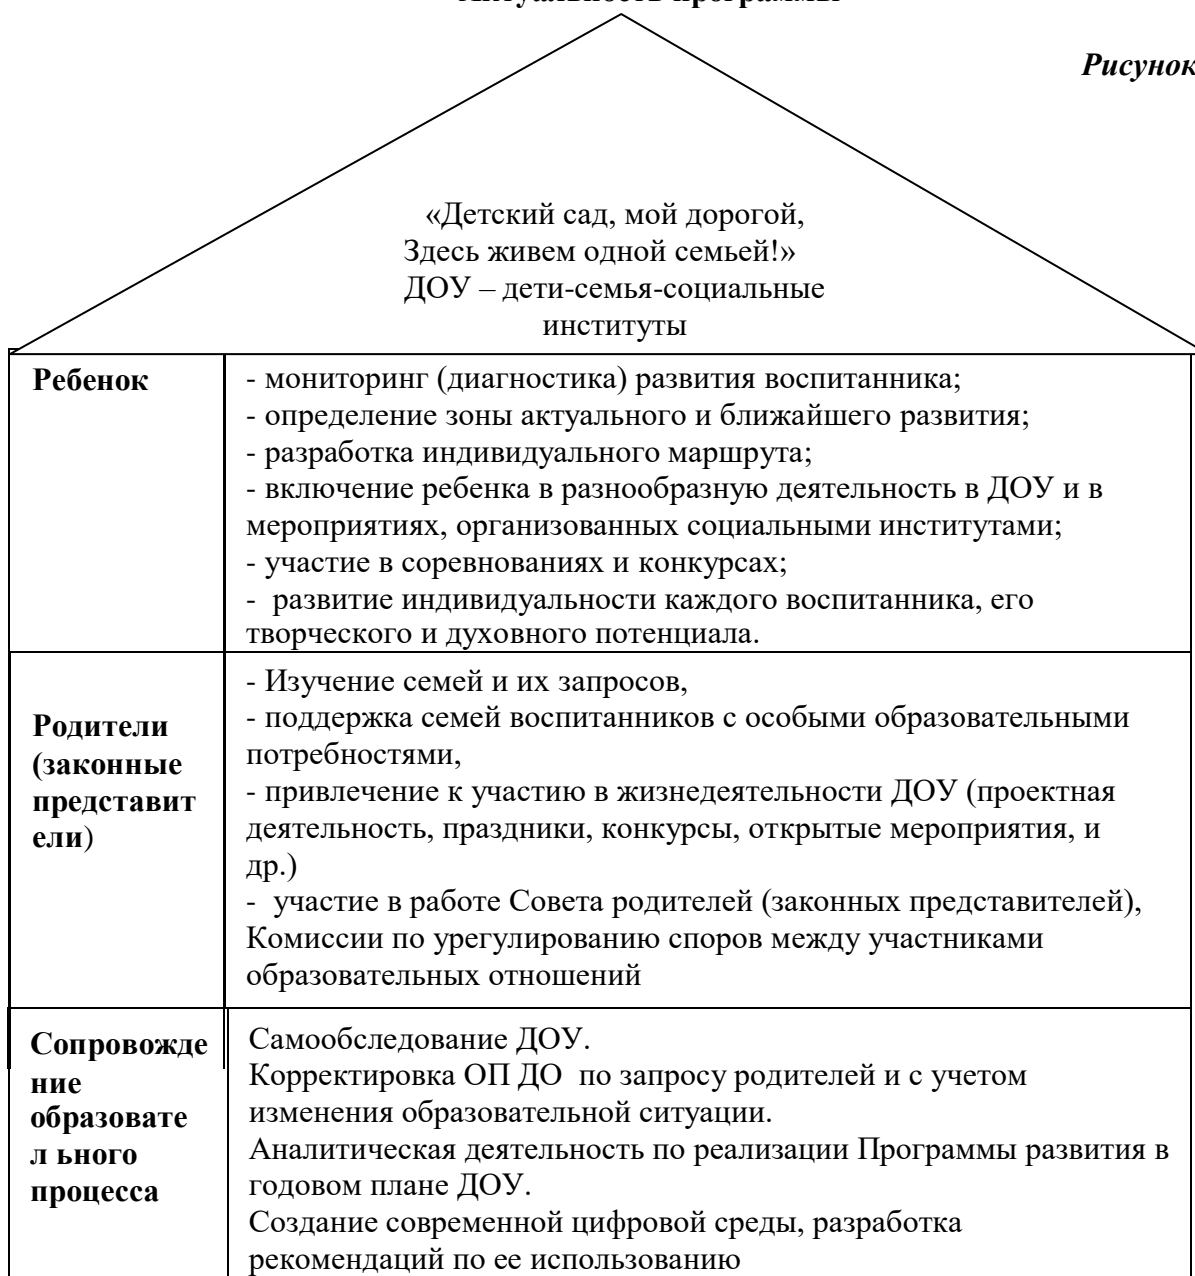 Актуальность программы
Рисунок
«Детский сад, мой дорогой,
Здесь живем одной семьей!»
ДОУ – дети-семья-социальные
институты
Ребенок
- мониторинг (диагностика) развития воспитанника;
- определение зоны актуального и ближайшего развития;
- разработка индивидуального маршрута;
- включение ребенка в разнообразную деятельность в ДОУ и в
мероприятиях, организованных социальными институтами;
- участие в соревнованиях и конкурсах;
- развитие индивидуальности каждого воспитанника, его
творческого и духовного потенциала.
Родители
(законные
представит
ели)
- Изучение семей и их запросов,
- поддержка семей воспитанников с особыми образовательными
потребностями,
- привлечение к участию в жизнедеятельности ДОУ (проектная
деятельность, праздники, конкурсы, открытые мероприятия, и
др.)
- участие в работе Совета родителей (законных представителей),
Комиссии по урегулированию споров между участниками
образовательных отношений
Сопровожде
ние
образовате
л ьного
процесса
Самообследование ДОУ.
Корректировка ОП ДО по запросу родителей и с учетом
изменения образовательной ситуации.
Аналитическая деятельность по реализации Программы развития в
годовом плане ДОУ.
Создание современной цифровой среды, разработка
рекомендаций по ее использованию